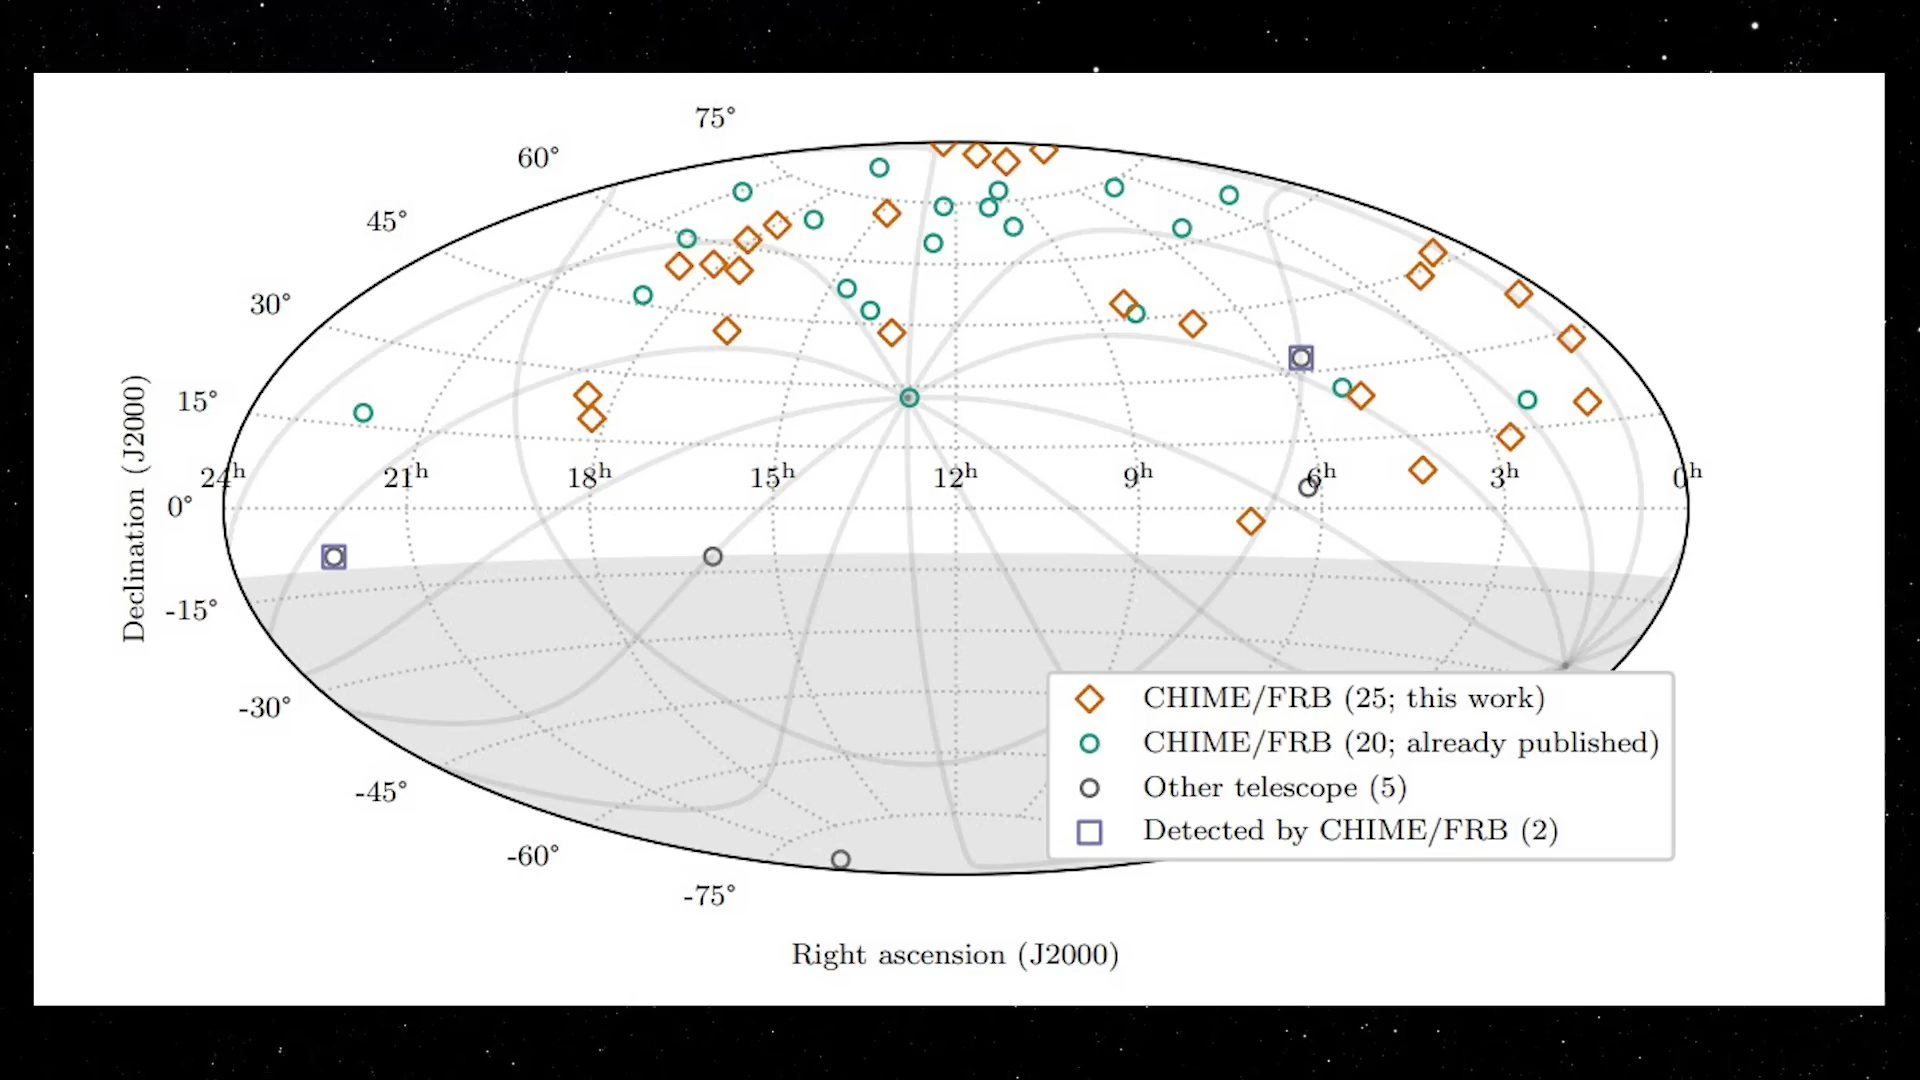 75°
60°
45°
30°
15°
24ʰ 21ʰ 18ʰ 15ʰ 12ʰ 9ʰ 6ʰ 3ʰ 0ʰ
0°
-15°
-30°
-45°
-60°
-75°
Declination (J2000)
Right ascension (J2000)
CHIME/FRB (25; this work)
CHIME/FRB (20; already published)
Other telescope (5)
Detected by CHIME/FRB (2)